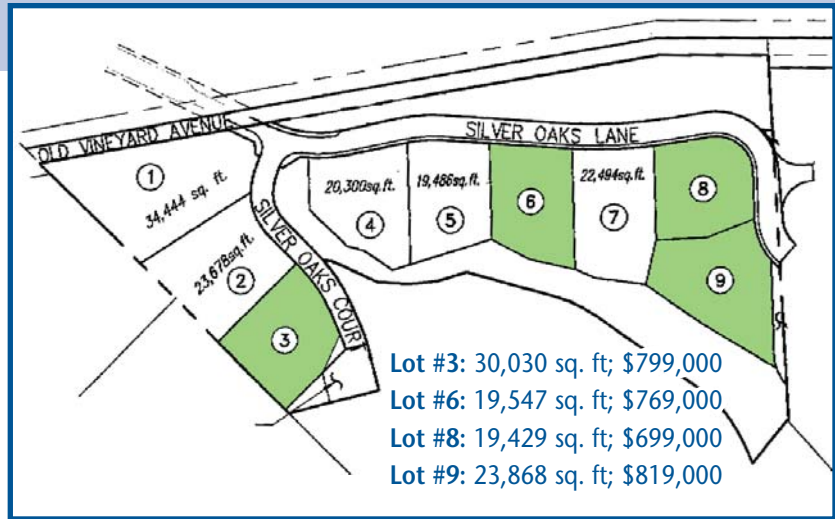 OLD VINEYARD AVENUE
SILVER OAKS LANE
1
34,444 sq. ft.
2
23,678sq.ft.
3
SILVER OAKS COURT
20,300sq.ft.
4
19,486sq.ft.
5
6
22,494sq.ft.
7
8
9
Lot #3: 30,030 sq. ft; $799,000
Lot #6: 19,547 sq. ft; $769,000
Lot #8: 19,429 sq. ft; $699,000
Lot #9: 23,868 sq. ft; $819,000